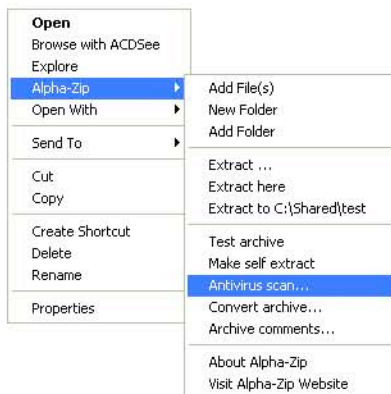 Open
Browse with ACDSee
Explore
Alpha-Zip
Open With
Send To
Cut
Copy
Create Shortcut
Delete
Rename
Properties
Add File(s)
New Folder
Add Folder
Extract ...
Extract here
Extract to C:\Shared\test
Test archive
Make self extract
Antivirus scan...
Convert archive...
Archive comments...
About Alpha-Zip
Visit Alpha-Zip Website